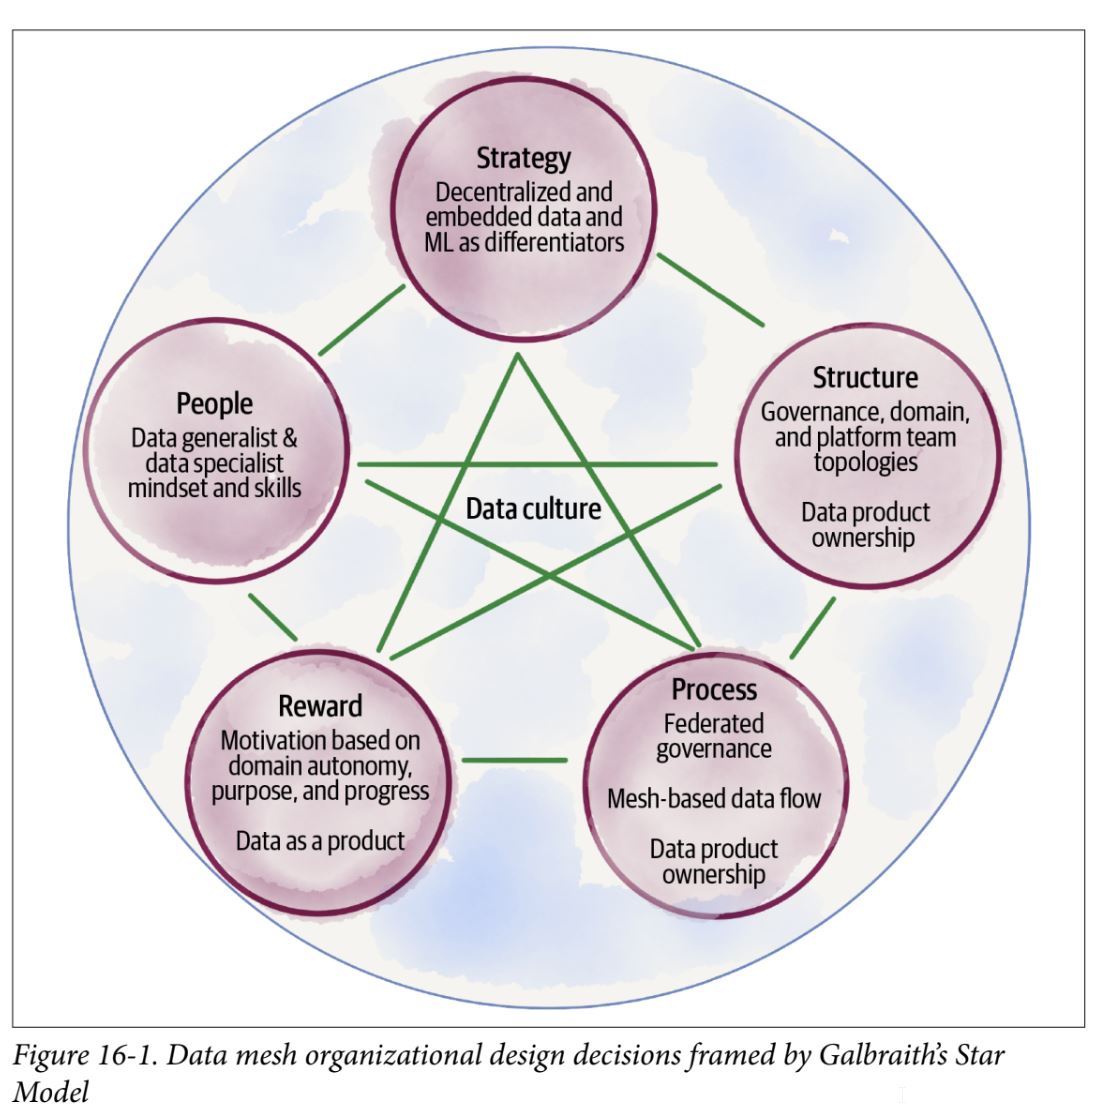 Strategy
Decentralized and
embedded data and
ML as differentiators
Structure
Governance, domain,
and platform team
topologies
Data product
ownership
People
Data generalist &
data specialist
mindset and skills
Data culture
Reward
Motivation based on
domain autonomy,
purpose, and progress
Data as a product
Process
Federated
governance
Mesh-based data flow
Data product
ownership
Figure 16-1. Data mesh organizational design decisions framed by Galbraith’s Star
Model